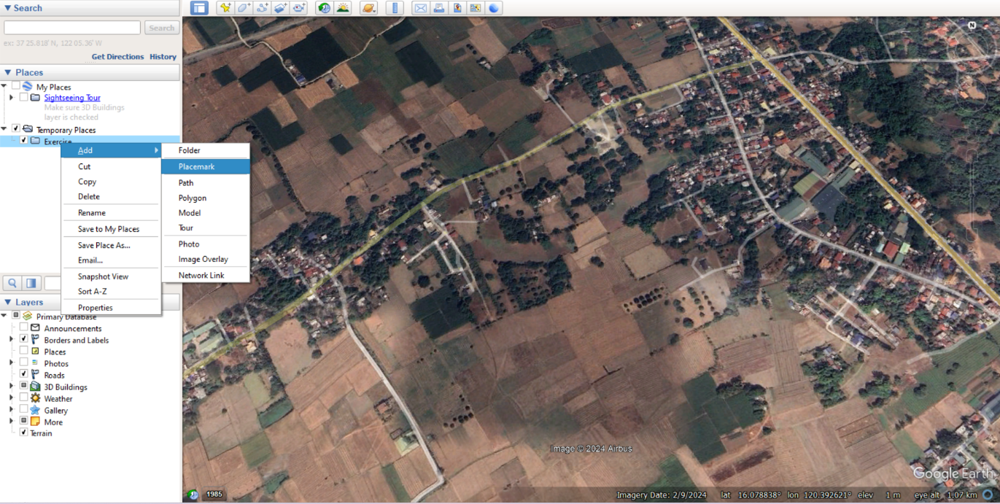 Search
Search
ex: 37 25.818' N, 122 05.36' W
Get Directions History
Places
My Places
Sightseeing Tour
Make sure 3D Buildings
layer is checked
Temporary Places
Exercise
Add
Cut
Copy
Delete
Rename
Save to My Places
Save Place As...
Email...
Snapshot View
Sort A-Z
Properties
Folder
Placemark
Path
Polygon
Model
Tour
Photo
Image Overlay
Network Link
Layers
Primary Database
Announcements
Borders and Labels
Places
Photos
Roads
3D Buildings
Weather
Gallery
More
Terrain
N
Image © 2024 Airbus
Google Earth
1985
Imagery Date: 2/9/2024 lat 16.078838° lon 120.392621° elev 1 m eye alt 1.07 km